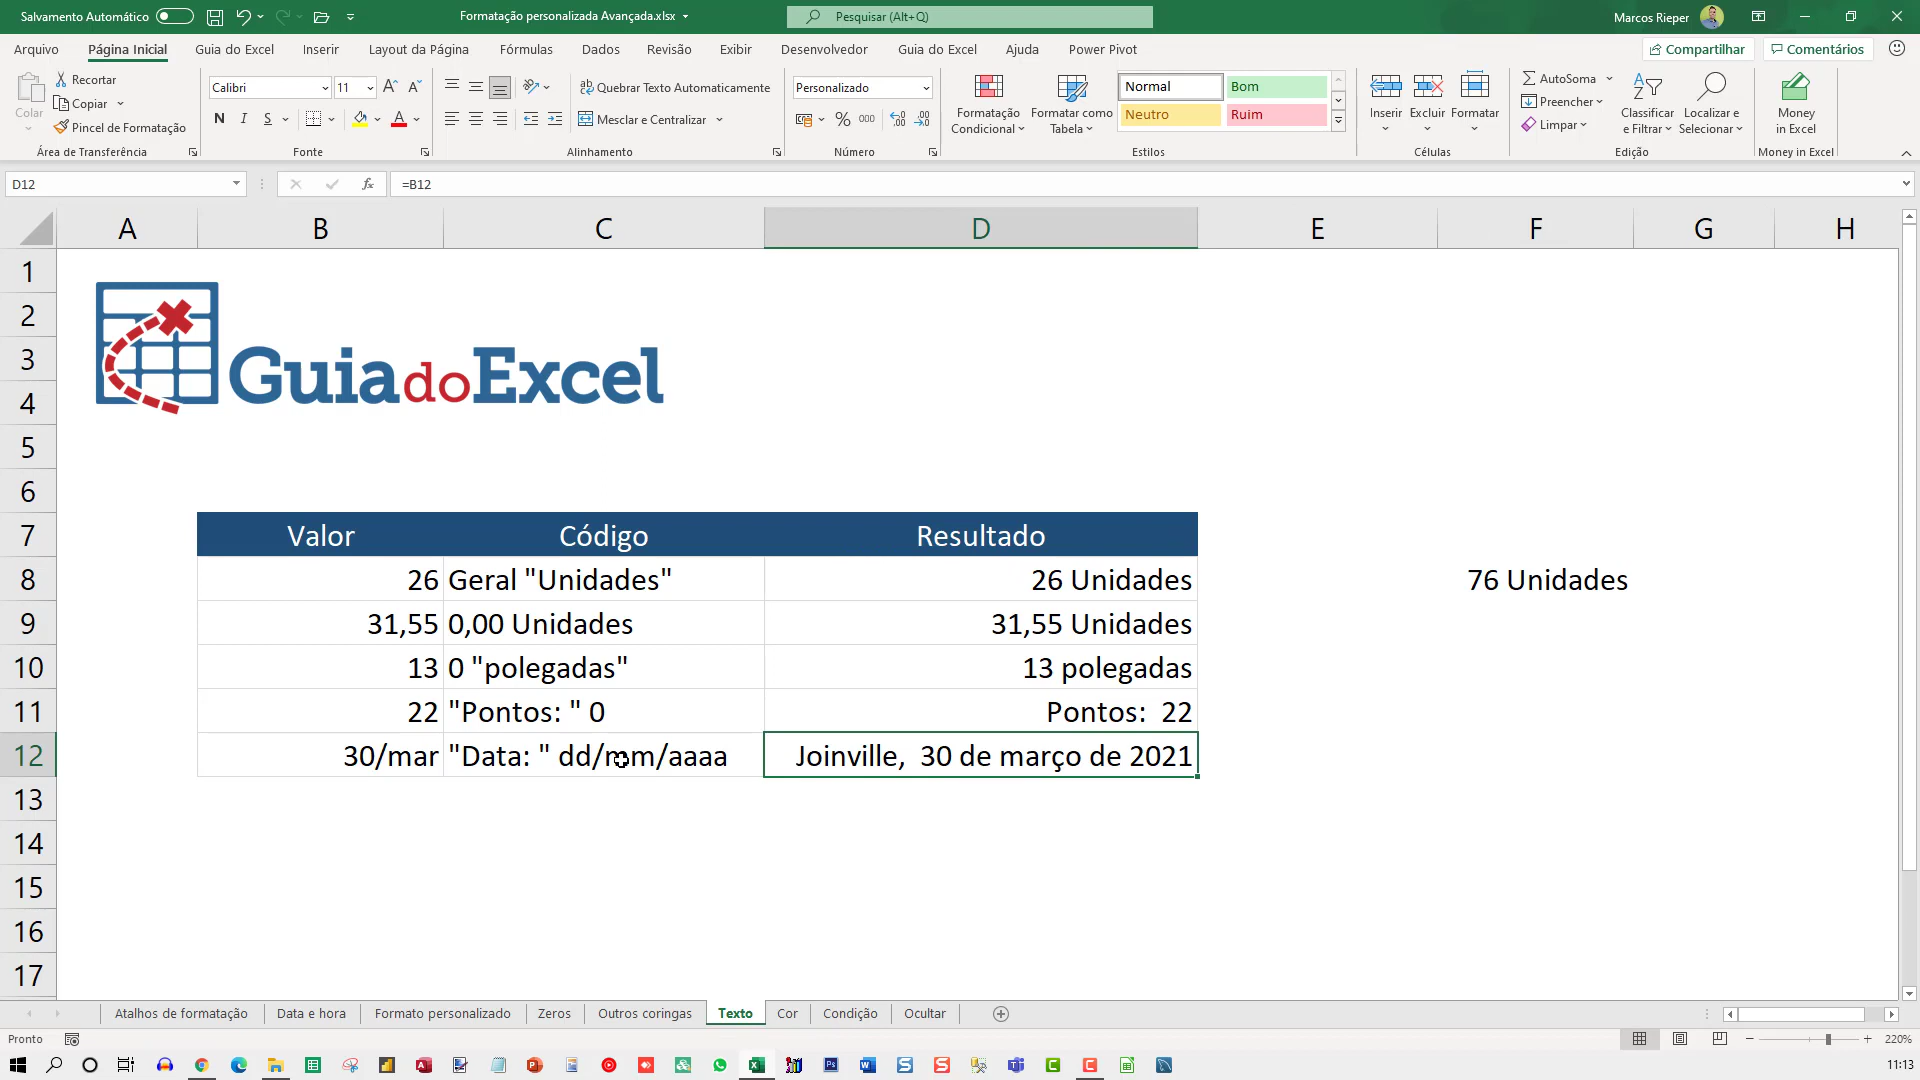 Salvamento Automático
Formatação personalizada Avançada.xlsx
Pesquisar (Alt+Q)
Marcos Rieper
Arquivo Página Inicial Guia do Excel Inserir Layout da Página Fórmulas Dados Revisão Exibir Desenvolvedor Guia do Excel Ajuda Power Pivot Compartilhar Comentários
Colar
Recortar
Copiar
Pincel de Formatação
Área de Transferência
Calibri 11
N I S
Fonte
Quebrar Texto Automaticamente
Mesclar e Centralizar
Alinhamento
Personalizado
% 000
Número
Formatação Condicional
Formatar como Tabela
Normal Bom
Neutro Ruim
Estilos
Inserir Excluir Formatar
Células
AutoSoma
Preencher
Limpar
Classificar e Filtrar
Localizar e Selecionar
Edição
Money in Excel
Money in Excel
D12 fx =B12
A B C D E F G H
1
2
3
4
5
6
7
8
9
10
11
12
13
14
15
16
17
Guia do Excel
Valor Código Resultado
26 Geral "Unidades" 26 Unidades 76 Unidades
31,55 0,00 Unidades 31,55 Unidades
13 0 "polegadas" 13 polegadas
22 "Pontos: " 0 Pontos:  22
30/mar "Data: " dd/mm/aaaa Joinville,  30 de março de 2021
Atalhos de formatação Data e hora Formato personalizado Zeros Outros coringas Texto Cor Condição Ocultar
Pronto
220%
11:13